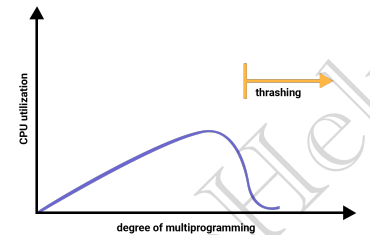 thrashing
CPU utilization
degree of multiprogramming